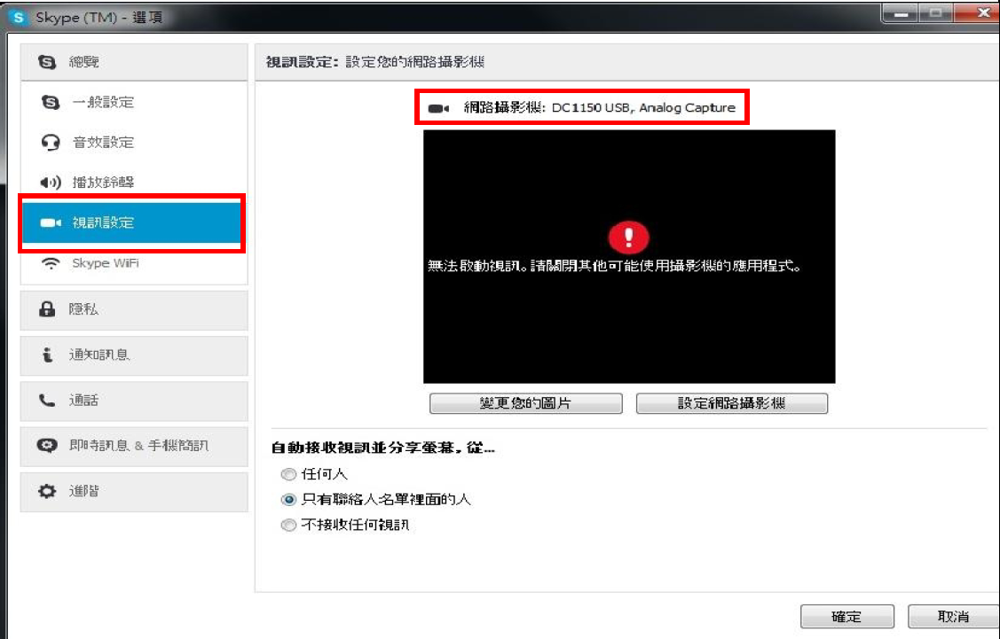 Skype (TM) - 選項
總覽
一般設定
音效設定
播放鈴聲
視訊設定
Skype WiFi
隱私
通知訊息
通話
即時訊息 & 手機簡訊
進階
視訊設定: 設定您的網路攝影機
網路攝影機: DC1150 USB, Analog Capture
無法啟動視訊。請關閉其他可能使用攝影機的應用程式。
變更您的圖片
設定網路攝影機
自動接收視訊並分享螢幕, 從...
任何人
只有聯絡人名單裡面的人
不接收任何視訊
確定
取消